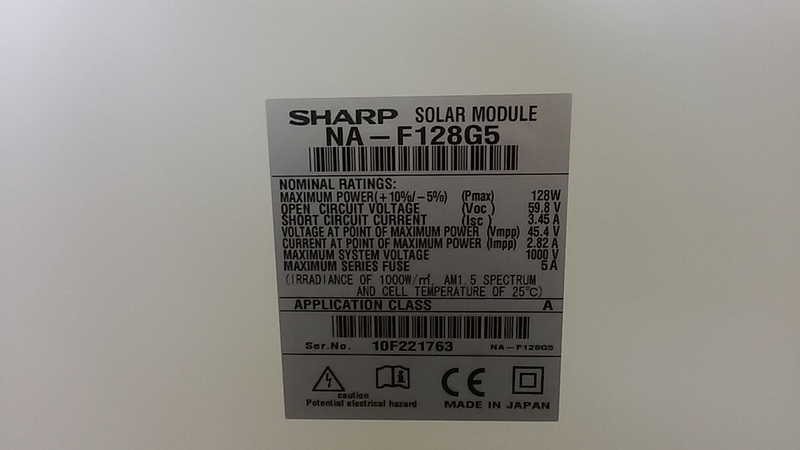 SHARP SOLAR MODULE
NA-F128G5
NOMINAL RATINGS:
MAXIMUM POWER(+10%/-5%) (Pmax) 128W
OPEN CIRCUIT VOLTAGE (Voc) 59.8 V
SHORT CIRCUIT CURRENT (Isc) 3.45 A
VOLTAGE AT POINT OF MAXIMUM POWER (Vmpp) 45.4 V
CURRENT AT POINT OF MAXIMUM POWER (Impp) 2.82 A
MAXIMUM SYSTEM VOLTAGE 1000 V
MAXIMUM SERIES FUSE 5 A
(IRRADIANCE OF 1000W/㎡, AM1.5 SPECTRUM
AND CELL TEMPERATURE OF 25℃)
APPLICATION CLASS A
Ser.No. 10F221763 NA-F128G5
caution
Potential electrical hazard
CE
MADE IN JAPAN